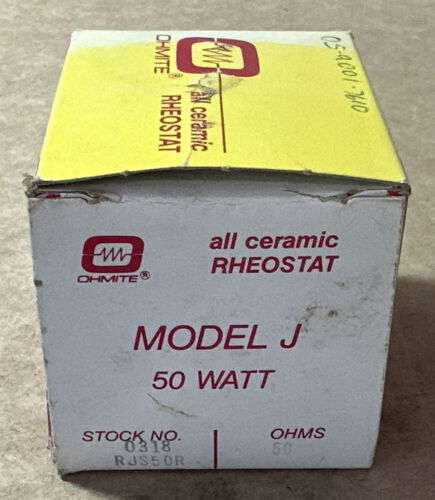 OHMITE®
all ceramic
RHEOSTAT
OHMITE®
all ceramic
RHEOSTAT
MODEL J
50 WATT
STOCK NO.
0318
RJS50R
OHMS
50